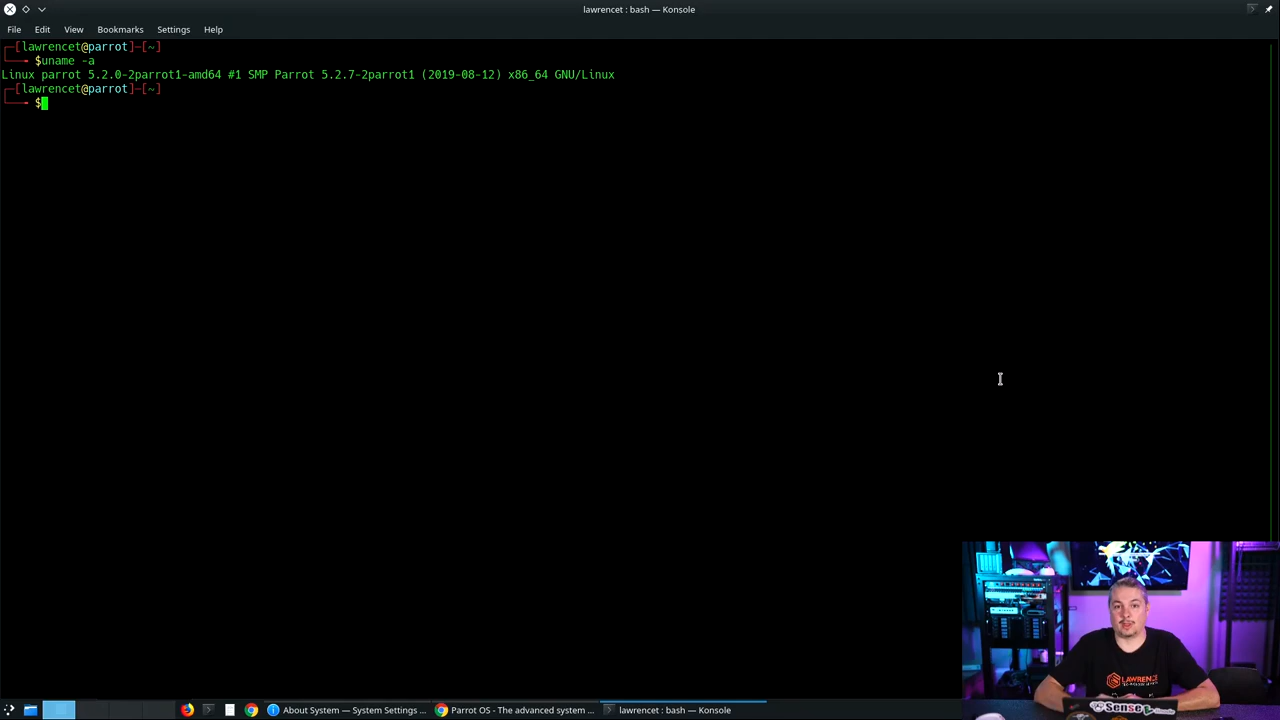 lawrencet : bash — Konsole
File Edit View Bookmarks Settings Help
┌─[lawrencet@parrot]─[~]
└──╼ $uname -a
Linux parrot 5.2.0-2parrot1-amd64 #1 SMP Parrot 5.2.7-2parrot1 (2019-08-12) x86_64 GNU/Linux
┌─[lawrencet@parrot]─[~]
└──╼ $
LAWRENCE
Sense
About System — System Settings ...
Parrot OS - The advanced system ...
lawrencet : bash — Konsole